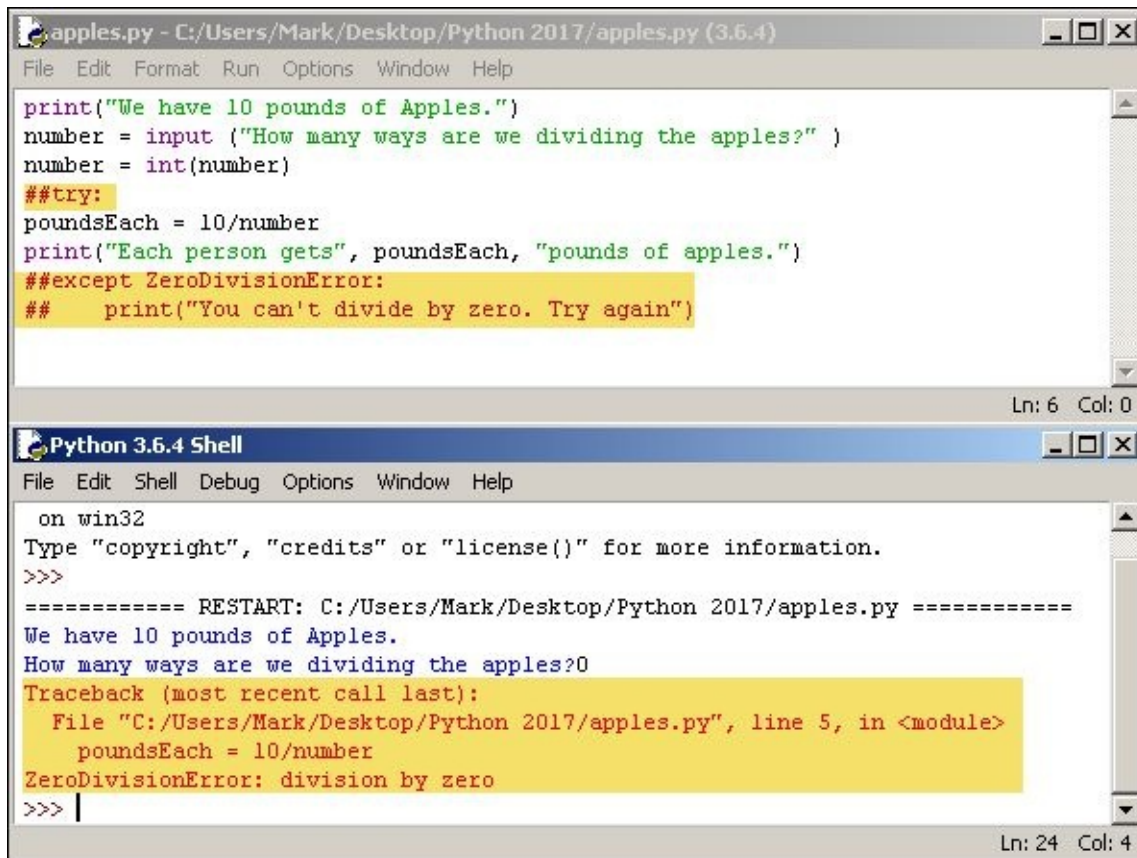 apples.py - C:/Users/Mark/Desktop/Python 2017/apples.py (3.6.4)
File Edit Format Run Options Window Help
print("We have 10 pounds of Apples.")
number = input ("How many ways are we dividing the apples?" )
number = int(number)
##try:
poundsEach = 10/number
print("Each person gets", poundsEach, "pounds of apples.")
##except ZeroDivisionError:
##    print("You can't divide by zero. Try again")
Ln: 6 Col: 0
Python 3.6.4 Shell
File Edit Shell Debug Options Window Help
 on win32
Type "copyright", "credits" or "license()" for more information.
>>>
============ RESTART: C:/Users/Mark/Desktop/Python 2017/apples.py ============
We have 10 pounds of Apples.
How many ways are we dividing the apples?0
Traceback (most recent call last):
  File "C:/Users/Mark/Desktop/Python 2017/apples.py", line 5, in <module>
    poundsEach = 10/number
ZeroDivisionError: division by zero
>>>
Ln: 24 Col: 4